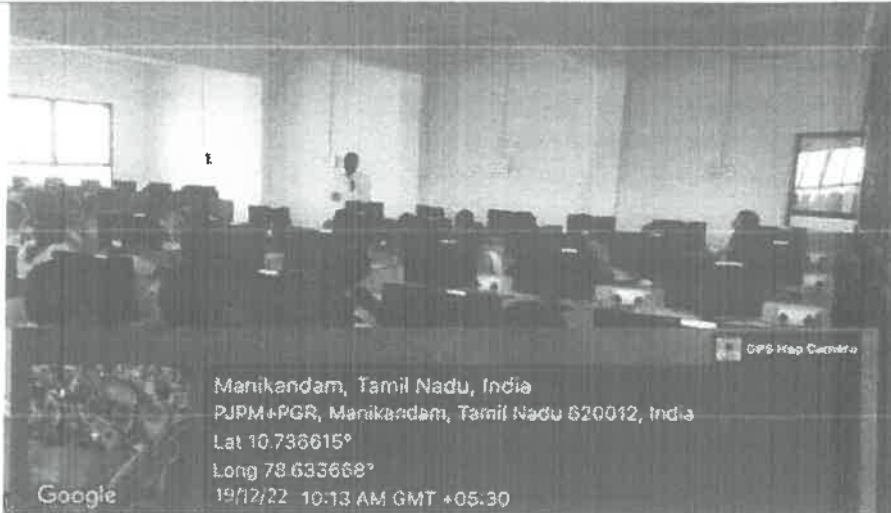 GPS Map Camera
Manikandam, Tamil Nadu, India
PJPM+PGR, Manikandam, Tamil Nadu 620012, India
Lat 10.736615°
Long 78.633668°
19/12/22 10:13 AM GMT +05:30
Google